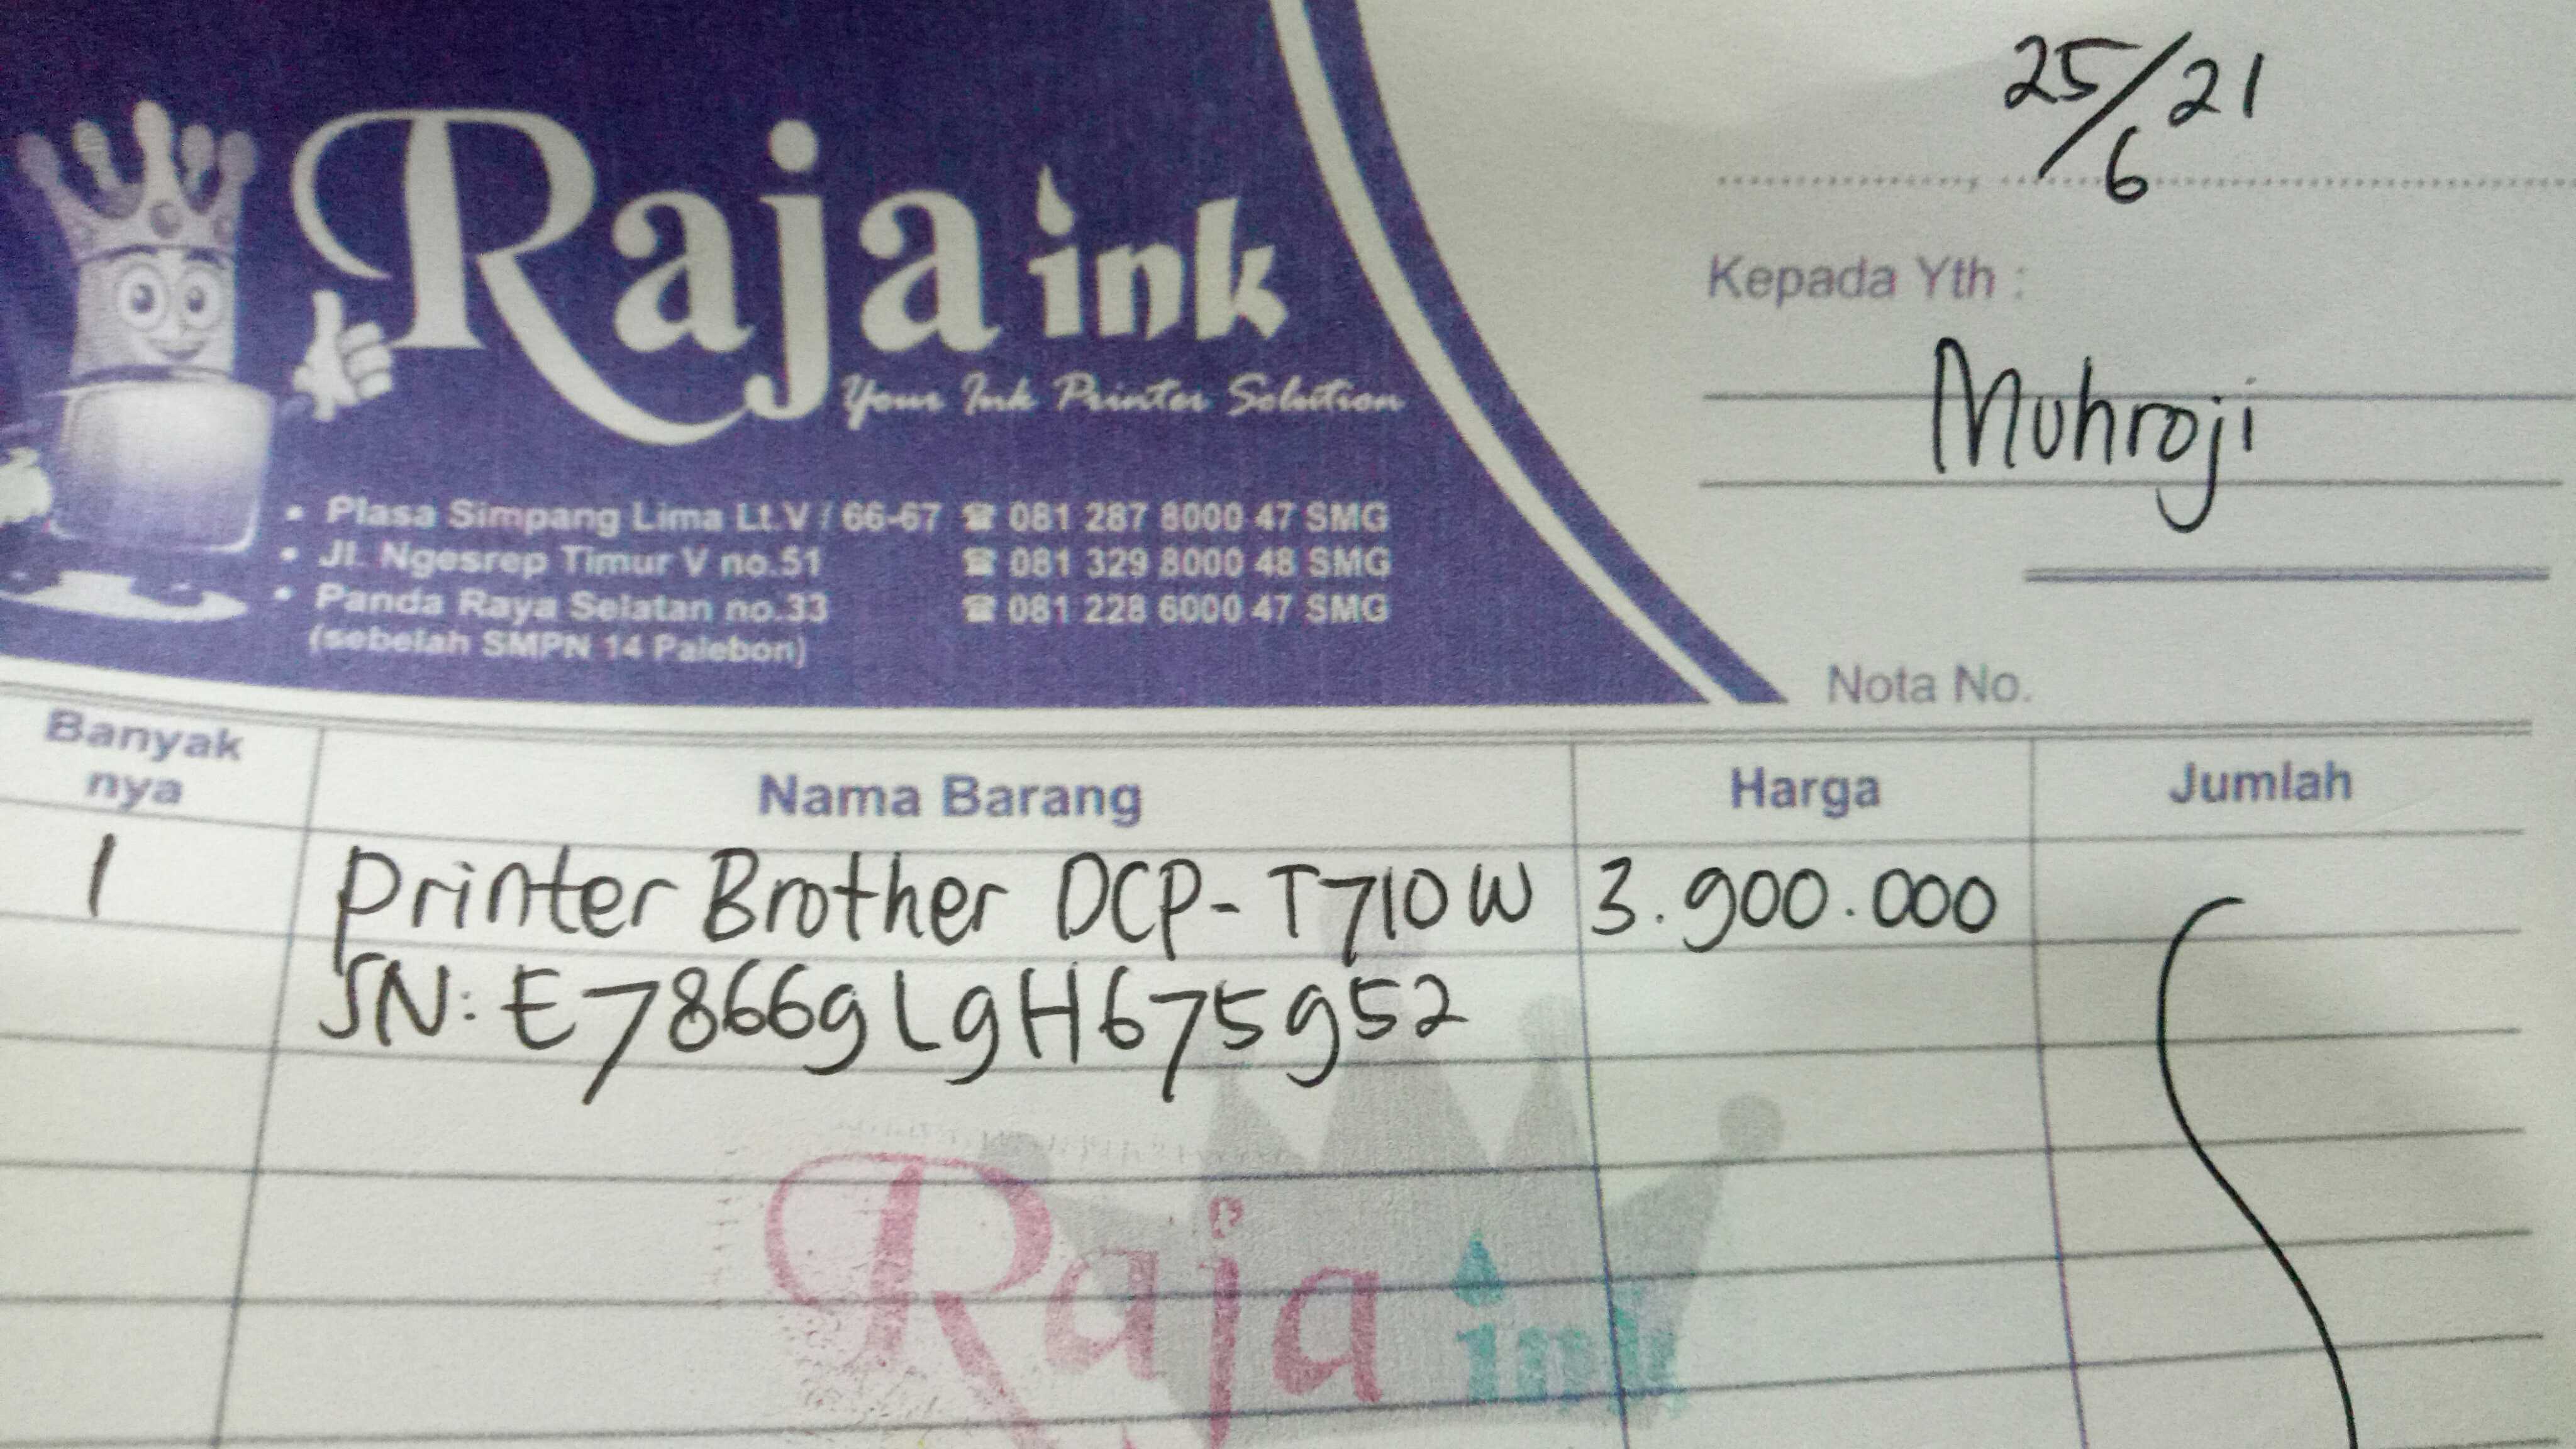 25/6 21
Raja ink
Your Ink Printer Solution
Kepada Yth :
Muhroji
• Plasa Simpang Lima Lt.V / 66-67 ☎ 081 287 8000 47 SMG
• Jl. Ngesrep Timur V no.51 ☎ 081 329 8000 48 SMG
• Panda Raya Selatan no.33 ☎ 081 228 6000 47 SMG
(sebelah SMPN 14 Palebon)
Nota No.
Banyak nya Nama Barang Harga Jumlah
1 Printer Brother DCP-T710W 3.900.000
SN: E78669L9H675952
Raja ink